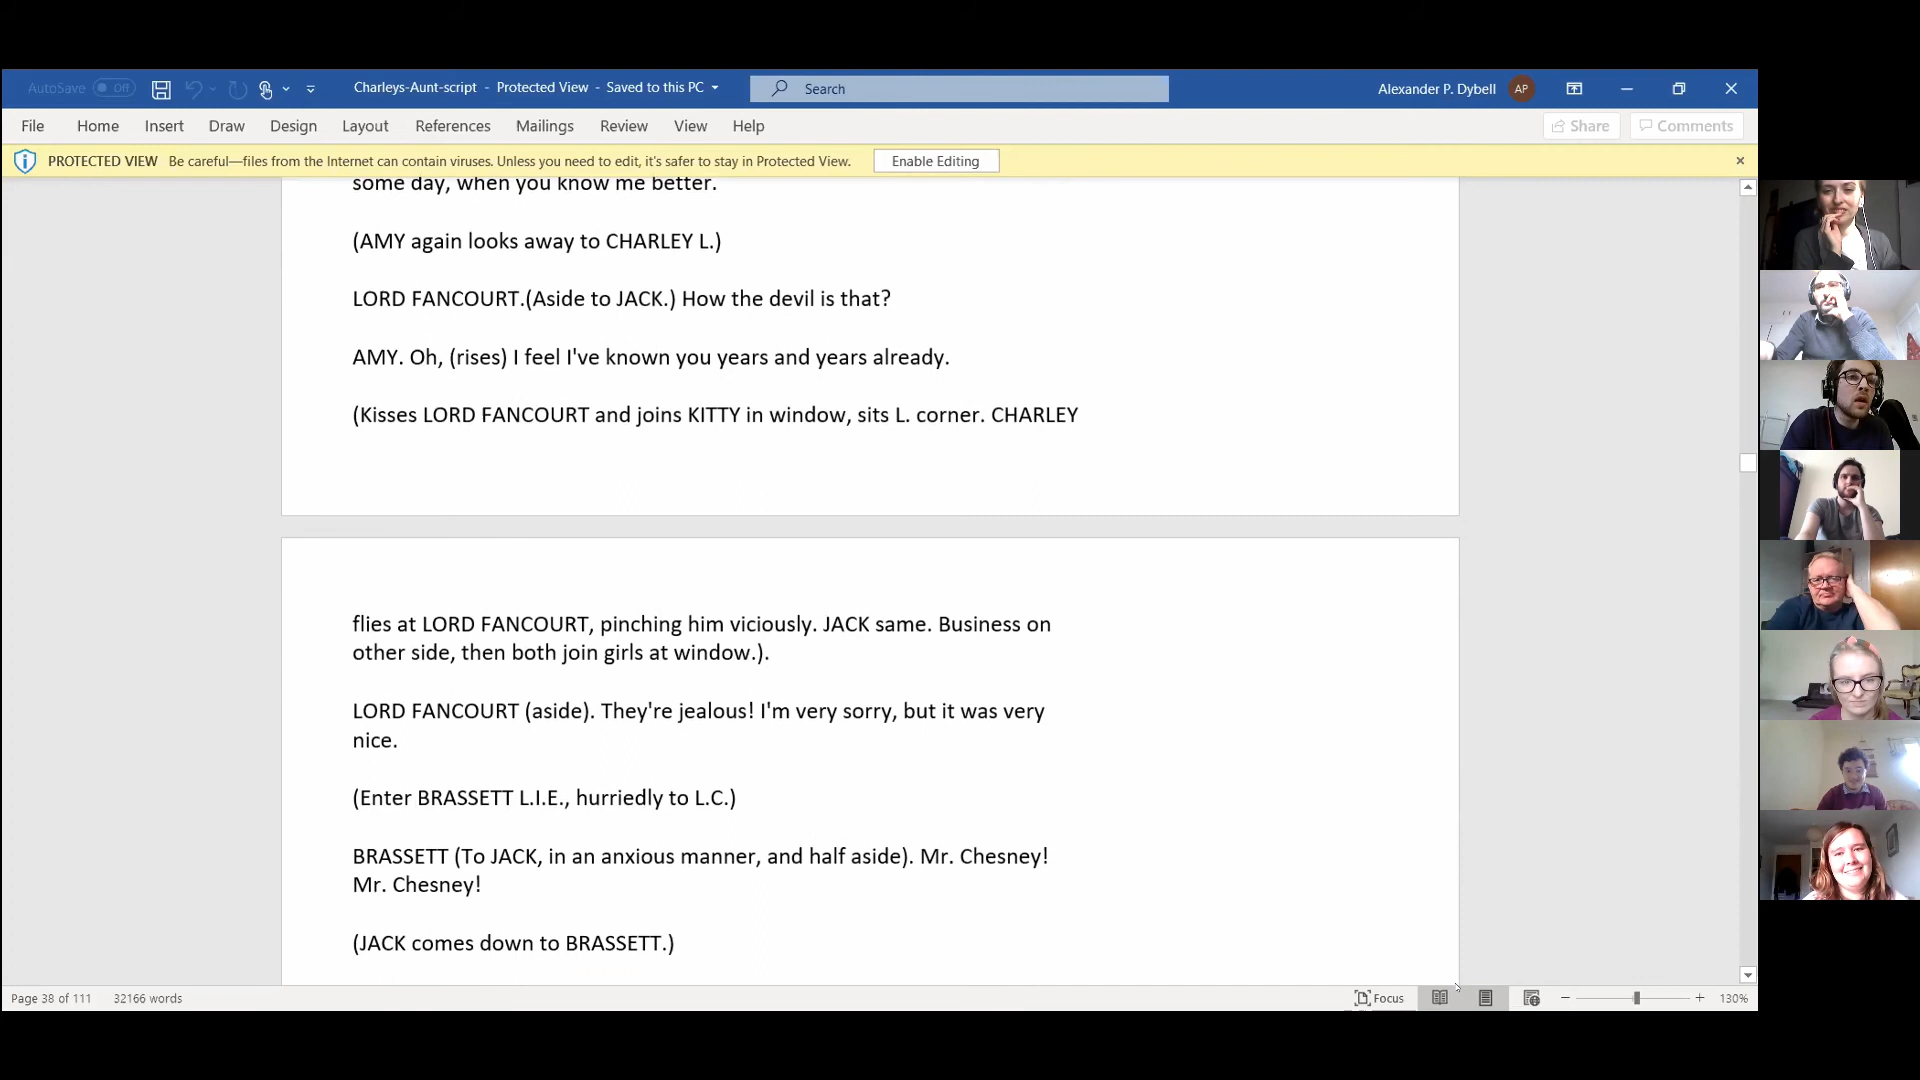 AutoSave Off Charleys-Aunt-script - Protected View - Saved to this PC Search Alexander P. Dybell AP
File Home Insert Draw Design Layout References Mailings Review View Help Share Comments
PROTECTED VIEW Be careful—files from the Internet can contain viruses. Unless you need to edit, it's safer to stay in Protected View. Enable Editing
some day, when you know me better.
(AMY again looks away to CHARLEY L.)
LORD FANCOURT.(Aside to JACK.) How the devil is that?
AMY. Oh, (rises) I feel I've known you years and years already.
(Kisses LORD FANCOURT and joins KITTY in window, sits L. corner. CHARLEY
flies at LORD FANCOURT, pinching him viciously. JACK same. Business on
other side, then both join girls at window.).
LORD FANCOURT (aside). They're jealous! I'm very sorry, but it was very
nice.
(Enter BRASSETT L.I.E., hurriedly to L.C.)
BRASSETT (To JACK, in an anxious manner, and half aside). Mr. Chesney!
Mr. Chesney!
(JACK comes down to BRASSETT.)
Page 38 of 111 32166 words Focus 130%